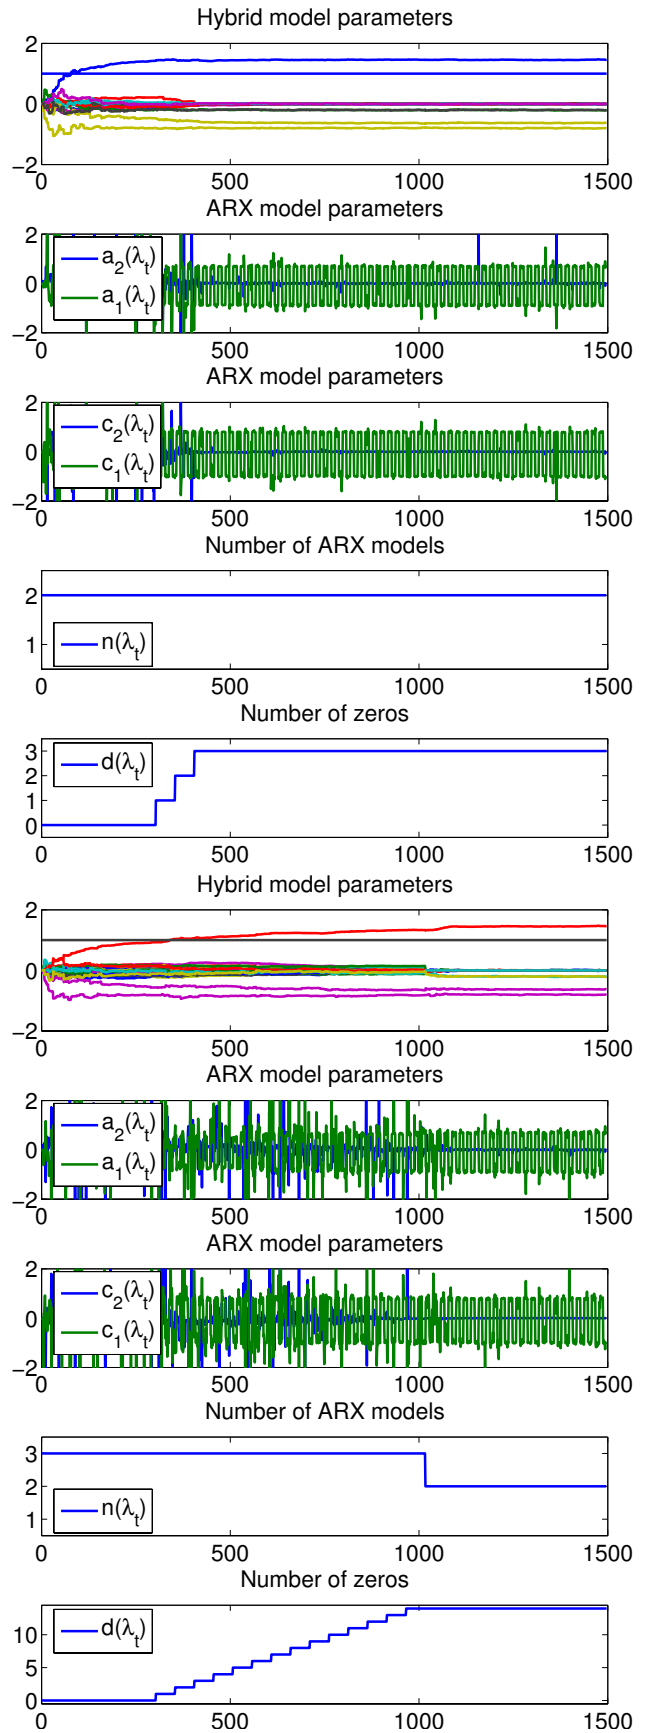 Hybrid model parameters
2
0
−2
0 500 1000 1500
ARX model parameters
2
0
−2
a₂(λₜ)
a₁(λₜ)
0 500 1000 1500
ARX model parameters
2
0
−2
c₂(λₜ)
c₁(λₜ)
0 500 1000 1500
Number of ARX models
2
1
n(λₜ)
0 500 1000 1500
Number of zeros
3
2
1
0
d(λₜ)
0 500 1000 1500
Hybrid model parameters
2
0
−2
0 500 1000 1500
ARX model parameters
2
0
−2
a₂(λₜ)
a₁(λₜ)
0 500 1000 1500
ARX model parameters
2
0
−2
c₂(λₜ)
c₁(λₜ)
0 500 1000 1500
Number of ARX models
3
2
1
n(λₜ)
0 500 1000 1500
Number of zeros
10
5
0
d(λₜ)